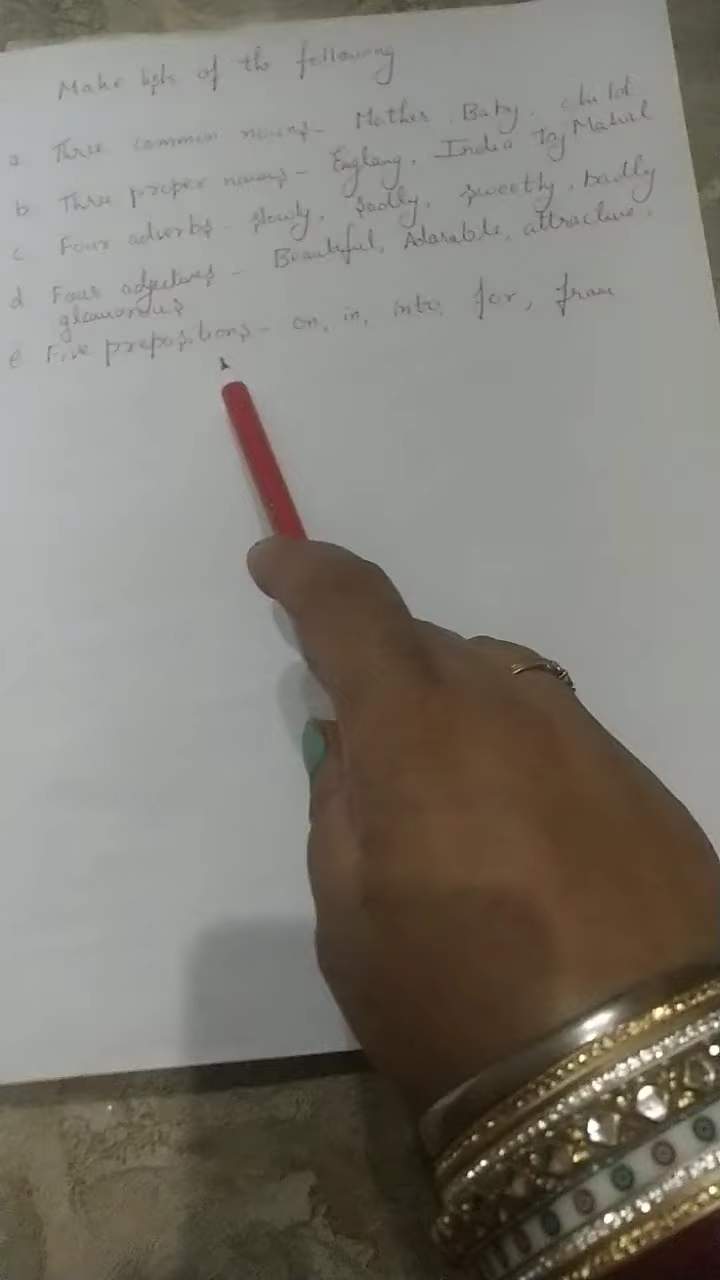 Make lists of the following
a Three common nouns - Mother, Baby, child
b Three proper nouns - England, India Taj Mahal
c Four adverbs - slowly, sadly, sweetly, badly
d Four adjectives - Beautiful, Adorable, attractive,
glamorous
e Five prepositions - on, in, into, for, from